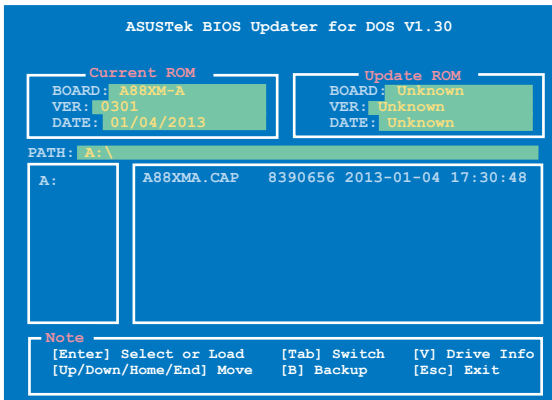 ASUSTek BIOS Updater for DOS V1.30
Current ROM
BOARD: A88XM-A
VER: 0301
DATE: 01/04/2013
Update ROM
BOARD: Unknown
VER: Unknown
DATE: Unknown
PATH: A:\
A:
A88XMA.CAP 8390656 2013-01-04 17:30:48
Note
[Enter] Select or Load [Tab] Switch [V] Drive Info
[Up/Down/Home/End] Move [B] Backup [Esc] Exit